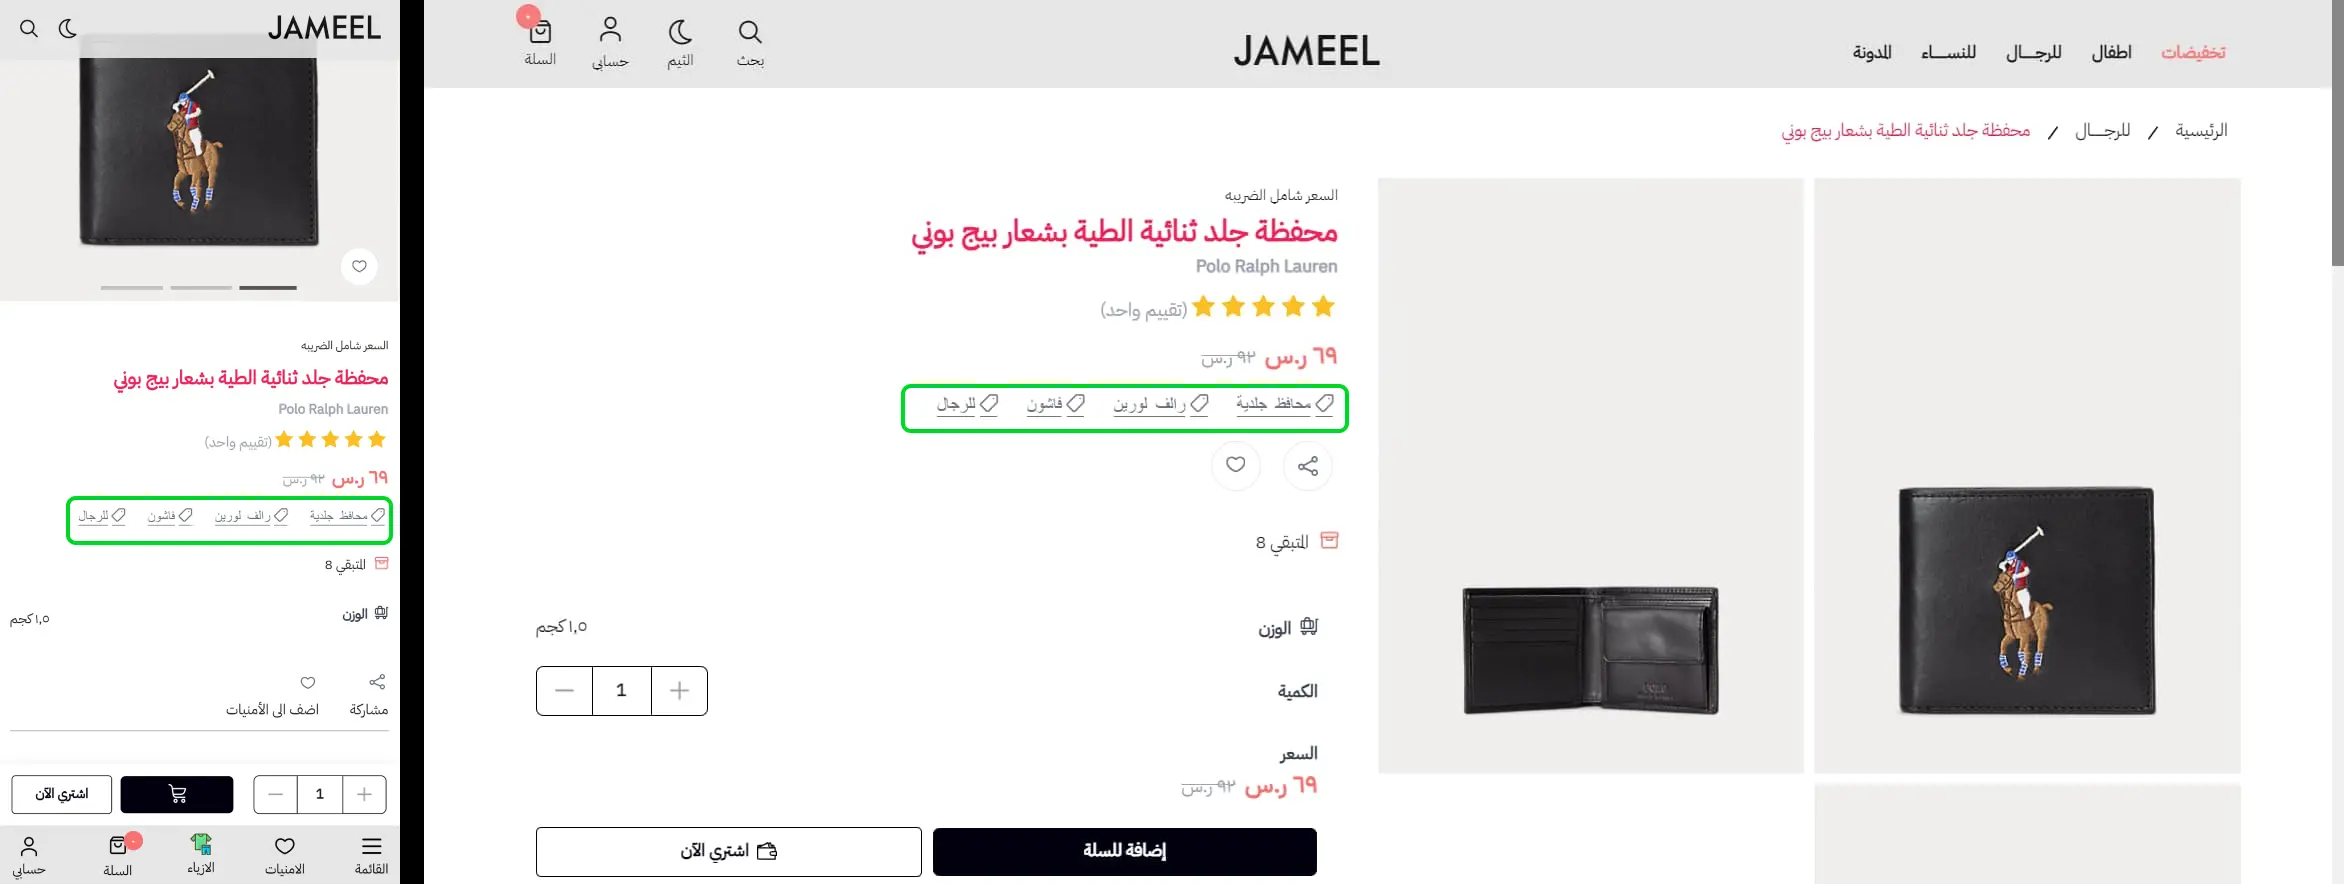 JAMEEL
السعر شامل الضريبه
محفظة جلد ثنائية الطية بشعار بيج بوني
Polo Ralph Lauren
(تقييم واحد)
٦٩ ر.س ٩٢ ر.س
محافظ جلدية رالف لورين فاشون للرجال
المتبقي 8
الوزن ١,٥ كجم
مشاركة اضف الى الأمنيات
1 اشتري الآن
القائمة الامنيات الازياء السلة حسابي
تخفيضات اطفال للرجــال للنســـاء المدونة
JAMEEL
بحث الثيم حسابي السلة
الرئيسية / للرجــال / محفظة جلد ثنائية الطية بشعار بيج بوني
السعر شامل الضريبه
محفظة جلد ثنائية الطية بشعار بيج بوني
Polo Ralph Lauren
(تقييم واحد)
٦٩ ر.س ٩٢ ر.س
محافظ جلدية رالف لورين فاشون للرجال
المتبقي 8
الوزن ١,٥ كجم
الكمية 1
السعر
٦٩ ر.س ٩٢ ر.س
إضافة للسلة اشتري الآن